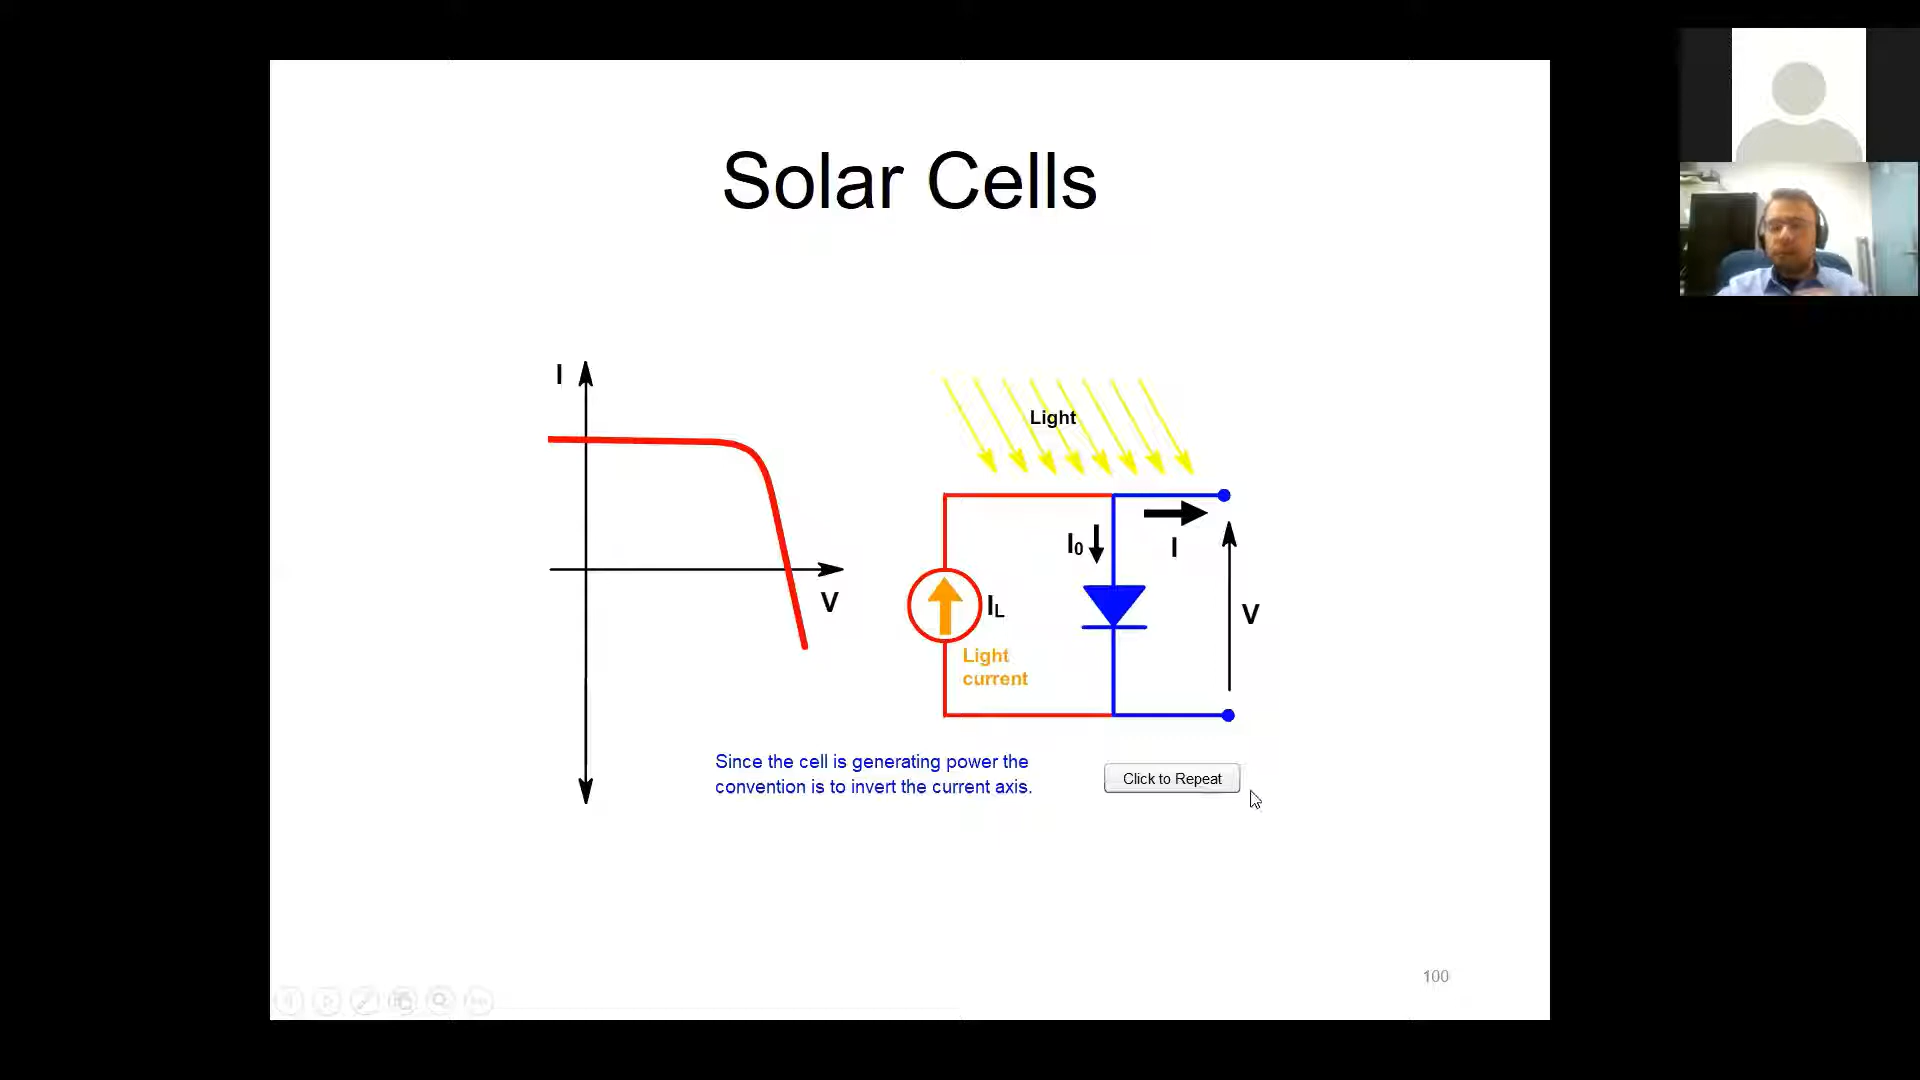 Solar Cells
I
V
Light
I0
I
IL
V
Light
current
Since the cell is generating power the
convention is to invert the current axis.
Click to Repeat
100